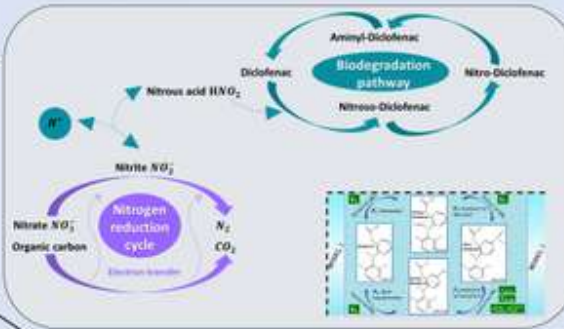 Aminyl-Diclofenac
Diclofenac
Biodegradation
pathway
Nitro-Diclofenac
Nitrous acid HNO₂
Nitroso-Diclofenac
H⁺
Nitrite NO₂⁻
Nitrate NO₃⁻
Organic carbon
Nitrogen
reduction
cycle
N₂
CO₂
Electron transfer